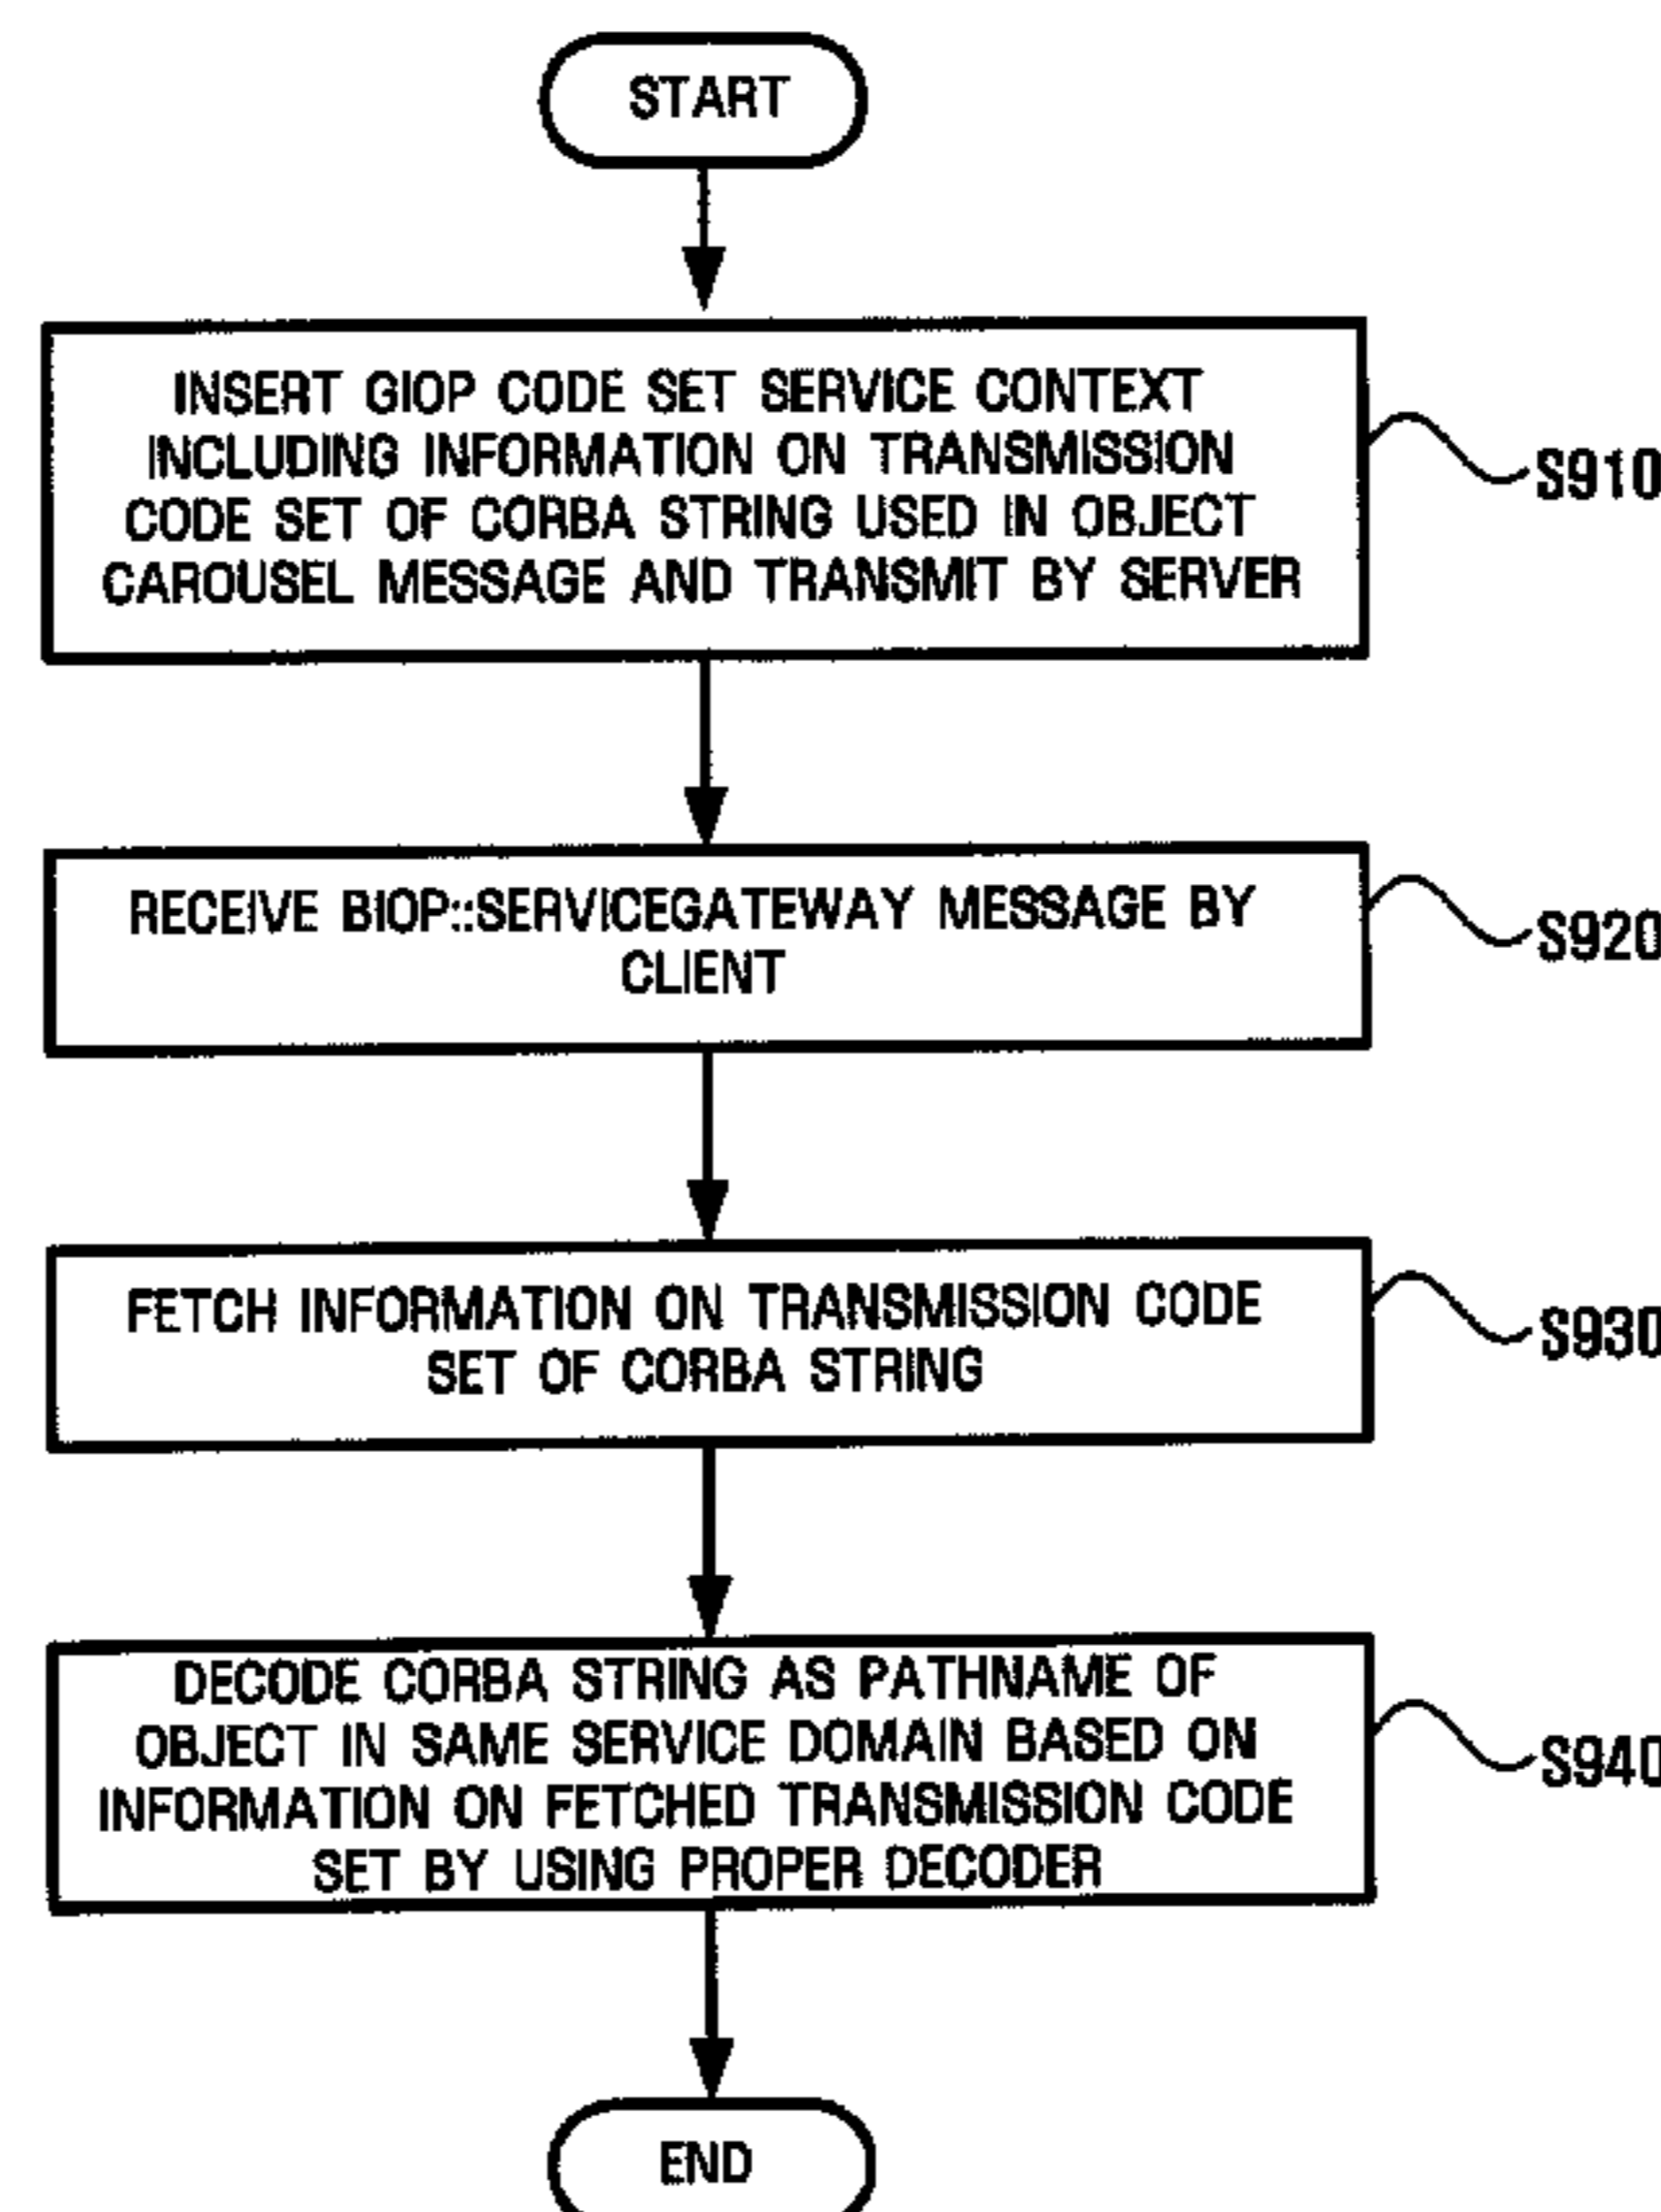 START
INSERT GIOP CODE SET SERVICE CONTEXT
INCLUDING INFORMATION ON TRANSMISSION
CODE SET OF CORBA STRING USED IN OBJECT
CAROUSEL MESSAGE AND TRANSMIT BY SERVER
S910
RECEIVE BIOP::SERVICEGATEWAY MESSAGE BY
CLIENT
S920
FETCH INFORMATION ON TRANSMISSION CODE
SET OF CORBA STRING
S930
DECODE CORBA STRING AS PATHNAME OF
OBJECT IN SAME SERVICE DOMAIN BASED ON
INFORMATION ON FETCHED TRANSMISSION CODE
SET BY USING PROPER DECODER
S940
END